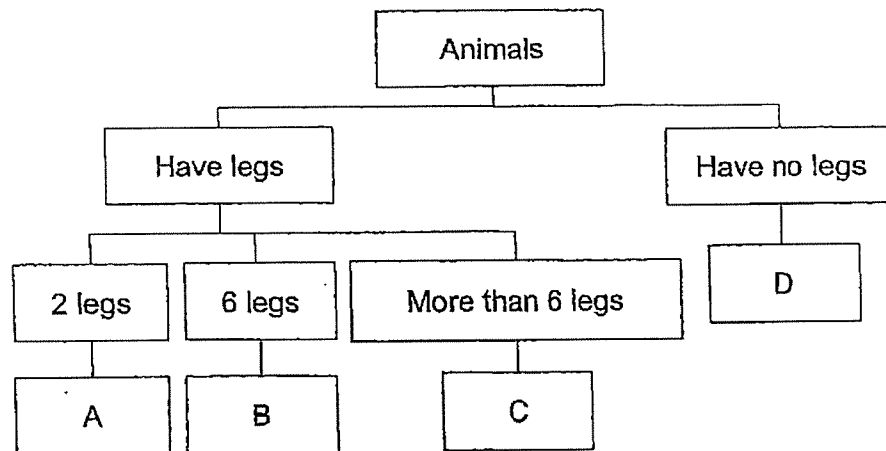 Animals
Have legs
Have no legs
2 legs
6 legs
More than 6 legs
D
A
B
C